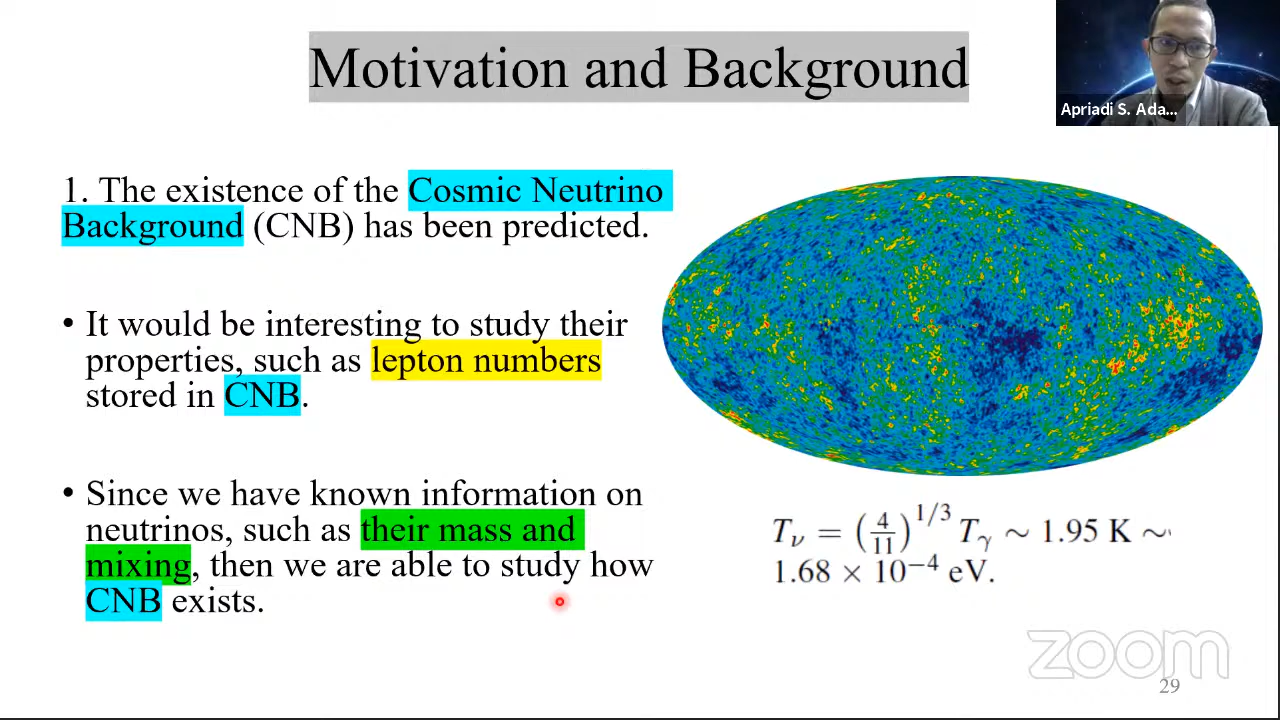 Motivation and Background
Apriadi S. Ada...
1. The existence of the Cosmic Neutrino
Background (CNB) has been predicted.
• It would be interesting to study their
properties, such as lepton numbers
stored in CNB.
• Since we have known information on
neutrinos, such as their mass and
mixing, then we are able to study how
CNB exists.
T_ν = (4/11)^{1/3} T_γ ∼ 1.95 K ∼
1.68 × 10^{−4} eV.
zoom
29